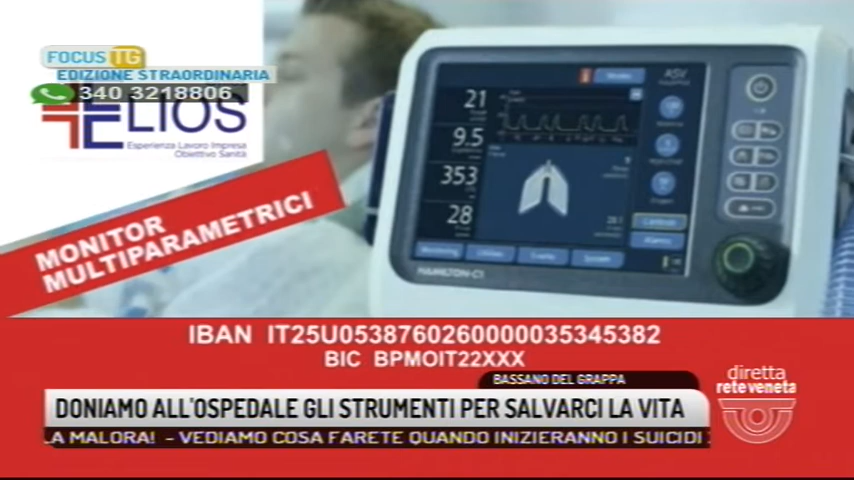 FOCUS TG
EDIZIONE STRAORDINARIA
340 3218806
ELIOS
Esperienza Lavoro Impresa
Obiettivo Sanità
MONITOR
MULTIPARAMETRICI
21
9.5
353
28
ASV
HAMILTON-C1
IBAN IT25U0538760260000035345382
BIC BPMOIT22XXX
BASSANO DEL GRAPPA
DONIAMO ALL'OSPEDALE GLI STRUMENTI PER SALVARCI LA VITA
LA MALORA! - VEDIAMO COSA FARETE QUANDO INIZIERANNO I SUICIDI
diretta
reteveneta